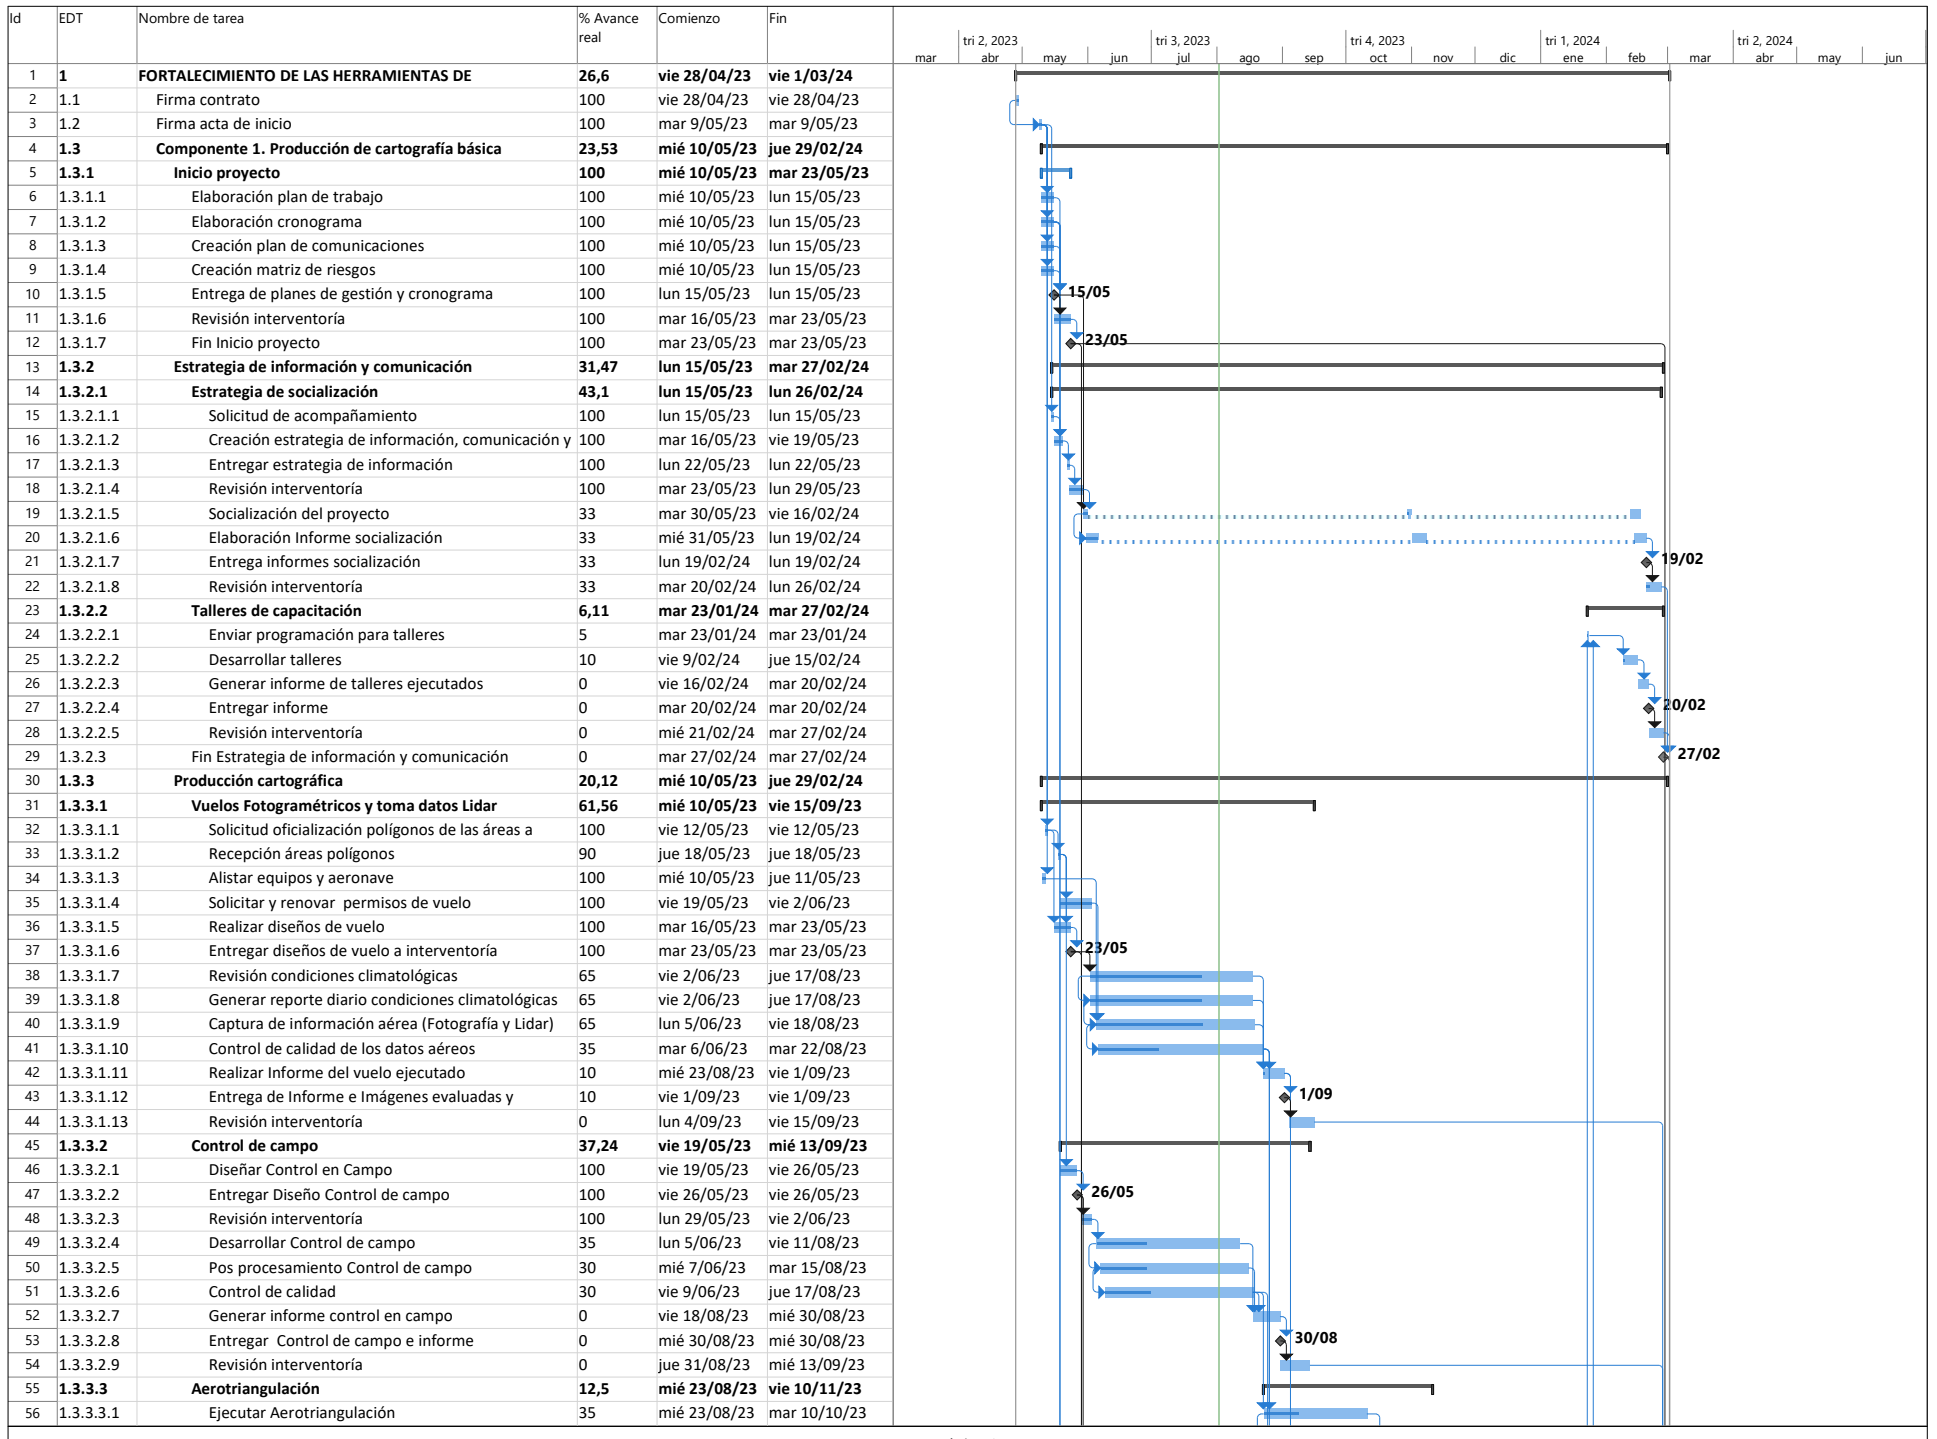 Id EDT Nombre de tarea % Avance real Comienzo Fin
tri 2, 2023 tri 3, 2023 tri 4, 2023 tri 1, 2024 tri 2, 2024
mar abr may jun jul ago sep oct nov dic ene feb mar abr may jun
1 1 FORTALECIMIENTO DE LAS HERRAMIENTAS DE 26,6 vie 28/04/23 vie 1/03/24
2 1.1 Firma contrato 100 vie 28/04/23 vie 28/04/23
3 1.2 Firma acta de inicio 100 mar 9/05/23 mar 9/05/23
4 1.3 Componente 1. Producción de cartografía básica 23,53 mié 10/05/23 jue 29/02/24
5 1.3.1 Inicio proyecto 100 mié 10/05/23 mar 23/05/23
6 1.3.1.1 Elaboración plan de trabajo 100 mié 10/05/23 lun 15/05/23
7 1.3.1.2 Elaboración cronograma 100 mié 10/05/23 lun 15/05/23
8 1.3.1.3 Creación plan de comunicaciones 100 mié 10/05/23 lun 15/05/23
9 1.3.1.4 Creación matriz de riesgos 100 mié 10/05/23 lun 15/05/23
10 1.3.1.5 Entrega de planes de gestión y cronograma 100 lun 15/05/23 lun 15/05/23 15/05
11 1.3.1.6 Revisión interventoría 100 mar 16/05/23 mar 23/05/23
12 1.3.1.7 Fin Inicio proyecto 100 mar 23/05/23 mar 23/05/23 23/05
13 1.3.2 Estrategia de información y comunicación 31,47 lun 15/05/23 mar 27/02/24
14 1.3.2.1 Estrategia de socialización 43,1 lun 15/05/23 lun 26/02/24
15 1.3.2.1.1 Solicitud de acompañamiento 100 lun 15/05/23 lun 15/05/23
16 1.3.2.1.2 Creación estrategia de información, comunicación y 100 mar 16/05/23 vie 19/05/23
17 1.3.2.1.3 Entregar estrategia de información 100 lun 22/05/23 lun 22/05/23
18 1.3.2.1.4 Revisión interventoría 100 mar 23/05/23 lun 29/05/23
19 1.3.2.1.5 Socialización del proyecto 33 mar 30/05/23 vie 16/02/24
20 1.3.2.1.6 Elaboración Informe socialización 33 mié 31/05/23 lun 19/02/24
21 1.3.2.1.7 Entrega informes socialización 33 lun 19/02/24 lun 19/02/24 19/02
22 1.3.2.1.8 Revisión interventoría 33 mar 20/02/24 lun 26/02/24
23 1.3.2.2 Talleres de capacitación 6,11 mar 23/01/24 mar 27/02/24
24 1.3.2.2.1 Enviar programación para talleres 5 mar 23/01/24 mar 23/01/24
25 1.3.2.2.2 Desarrollar talleres 10 vie 9/02/24 jue 15/02/24
26 1.3.2.2.3 Generar informe de talleres ejecutados 0 vie 16/02/24 mar 20/02/24
27 1.3.2.2.4 Entregar informe 0 mar 20/02/24 mar 20/02/24 20/02
28 1.3.2.2.5 Revisión interventoría 0 mié 21/02/24 mar 27/02/24
29 1.3.2.3 Fin Estrategia de información y comunicación 0 mar 27/02/24 mar 27/02/24 27/02
30 1.3.3 Producción cartográfica 20,12 mié 10/05/23 jue 29/02/24
31 1.3.3.1 Vuelos Fotogramétricos y toma datos Lidar 61,56 mié 10/05/23 vie 15/09/23
32 1.3.3.1.1 Solicitud oficialización polígonos de las áreas a 100 vie 12/05/23 vie 12/05/23
33 1.3.3.1.2 Recepción áreas polígonos 90 jue 18/05/23 jue 18/05/23
34 1.3.3.1.3 Alistar equipos y aeronave 100 mié 10/05/23 jue 11/05/23
35 1.3.3.1.4 Solicitar y renovar permisos de vuelo 100 vie 19/05/23 vie 2/06/23
36 1.3.3.1.5 Realizar diseños de vuelo 100 mar 16/05/23 mar 23/05/23
37 1.3.3.1.6 Entregar diseños de vuelo a interventoría 100 mar 23/05/23 mar 23/05/23 23/05
38 1.3.3.1.7 Revisión condiciones climatológicas 65 vie 2/06/23 jue 17/08/23
39 1.3.3.1.8 Generar reporte diario condiciones climatológicas 65 vie 2/06/23 jue 17/08/23
40 1.3.3.1.9 Captura de información aérea (Fotografía y Lidar) 65 lun 5/06/23 vie 18/08/23
41 1.3.3.1.10 Control de calidad de los datos aéreos 35 mar 6/06/23 mar 22/08/23
42 1.3.3.1.11 Realizar Informe del vuelo ejecutado 10 mié 23/08/23 vie 1/09/23
43 1.3.3.1.12 Entrega de Informe e Imágenes evaluadas y 10 vie 1/09/23 vie 1/09/23 1/09
44 1.3.3.1.13 Revisión interventoría 0 lun 4/09/23 vie 15/09/23
45 1.3.3.2 Control de campo 37,24 vie 19/05/23 mié 13/09/23
46 1.3.3.2.1 Diseñar Control en Campo 100 vie 19/05/23 vie 26/05/23
47 1.3.3.2.2 Entregar Diseño Control de campo 100 vie 26/05/23 vie 26/05/23 26/05
48 1.3.3.2.3 Revisión interventoría 100 lun 29/05/23 vie 2/06/23
49 1.3.3.2.4 Desarrollar Control de campo 35 lun 5/06/23 vie 11/08/23
50 1.3.3.2.5 Pos procesamiento Control de campo 30 mié 7/06/23 mar 15/08/23
51 1.3.3.2.6 Control de calidad 30 vie 9/06/23 jue 17/08/23
52 1.3.3.2.7 Generar informe control en campo 0 vie 18/08/23 mié 30/08/23
53 1.3.3.2.8 Entregar Control de campo e informe 0 mié 30/08/23 mié 30/08/23 30/08
54 1.3.3.2.9 Revisión interventoría 0 jue 31/08/23 mié 13/09/23
55 1.3.3.3 Aerotriangulación 12,5 mié 23/08/23 vie 10/11/23
56 1.3.3.3.1 Ejecutar Aerotriangulación 35 mié 23/08/23 mar 10/10/23